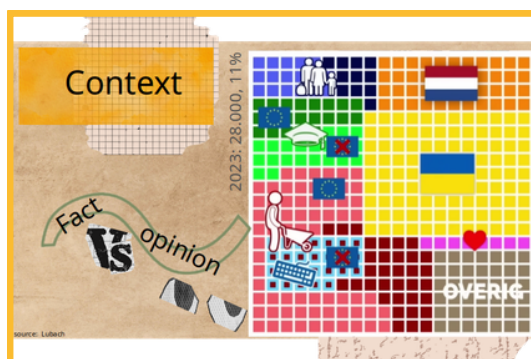 Context
2023: 28.000, 11%
Fact
Vs
opinion
OVERIG
source: Lubach